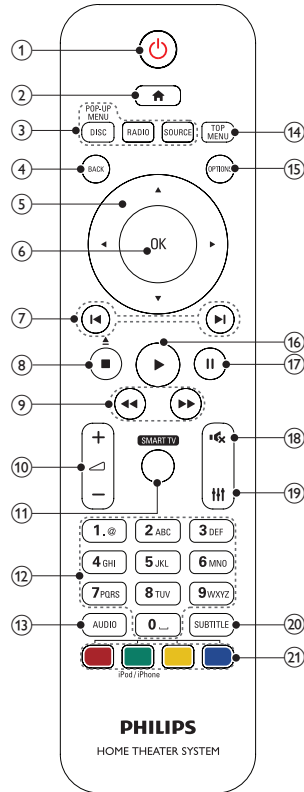 1
2
POP-UP
MENU
3 DISC RADIO SOURCE TOP
MENU 14
4 BACK OPTIONS 15
5
6 OK
7
16
8 17
9
+ SMART TV 18
10
− 19
11
1.@ 2 ABC 3 DEF
12 4 GHI 5 JKL 6 MNO
7 PQRS 8 TUV 9 WXYZ
13 AUDIO 0 SUBTITLE 20
21
iPod / iPhone
PHILIPS
HOME THEATER SYSTEM